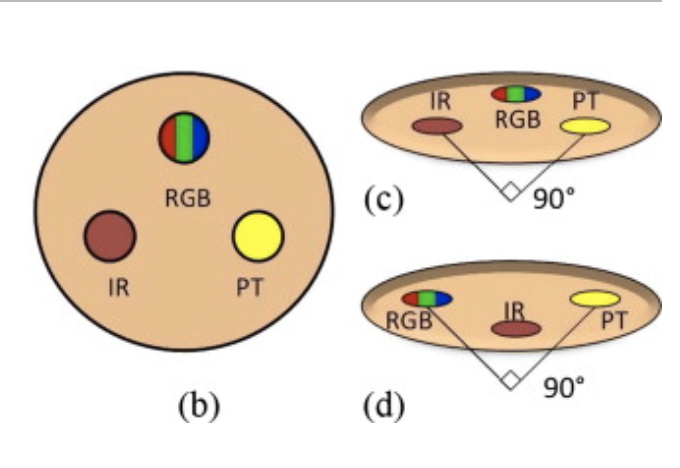 RGB
IR PT
(b)
IR PT
RGB
(c) 90°
IR
RGB PT
(d) 90°